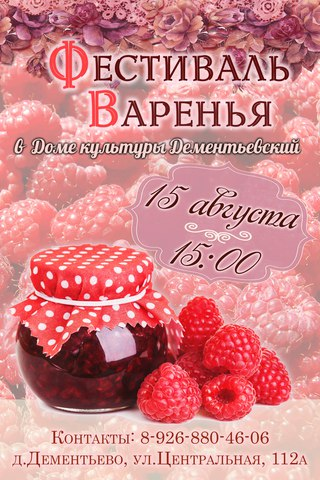 Фестиваль
Варенья
в Доме культуры Дементьевский
15 августа
15:00
Контакты: 8-926-880-46-06
д.Дементьево, ул.Центральная, 112а